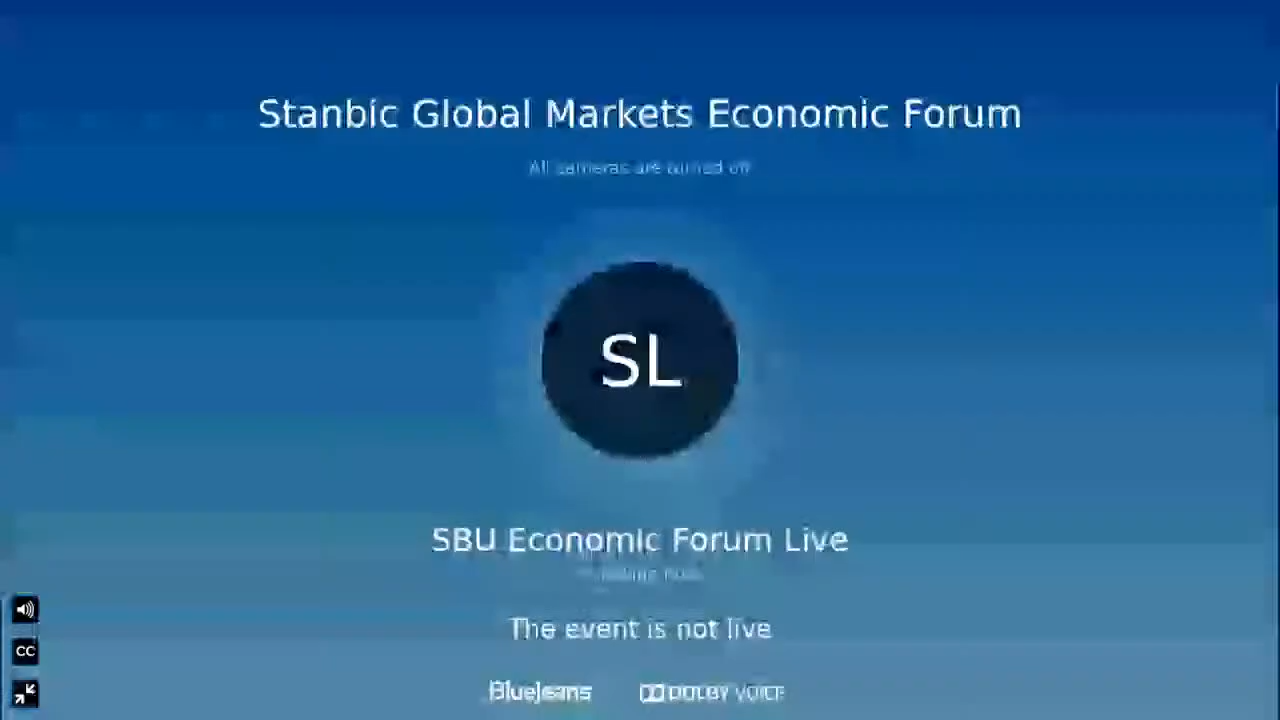 Stanbic Global Markets Economic Forum
All cameras are turned off
SL
SBU Economic Forum Live
The event is not live
CC
BlueJeans
DOLBY VOICE